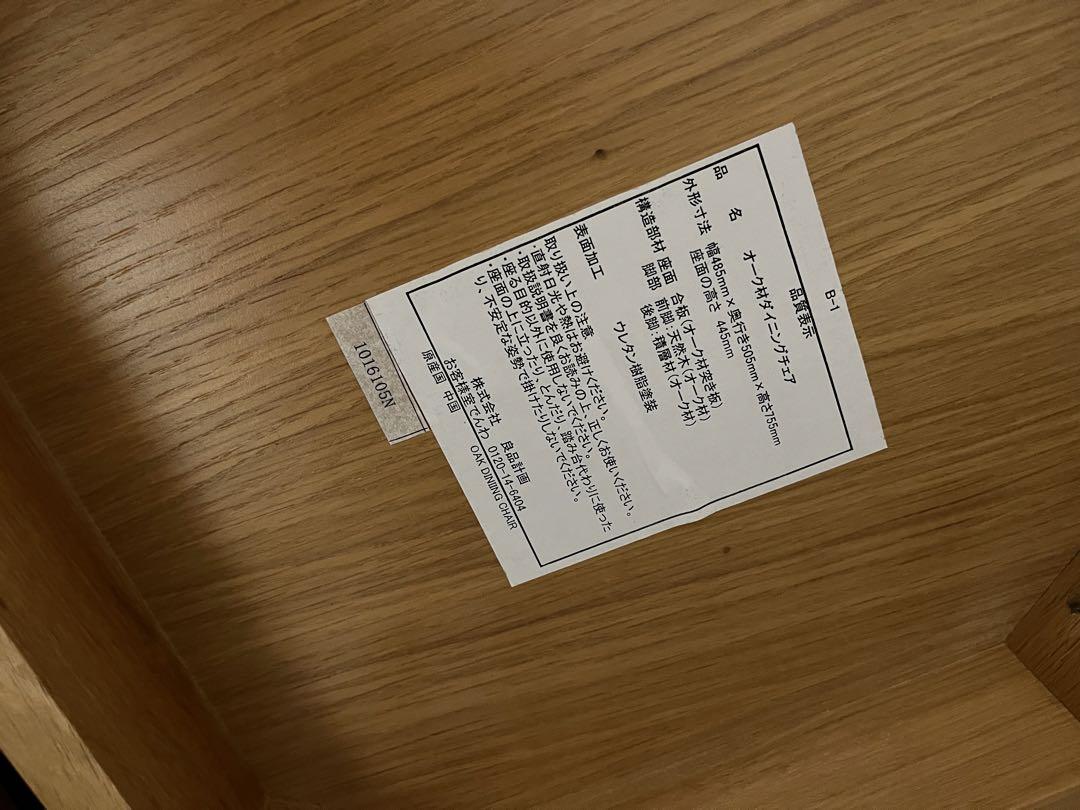 B-1
品質表示
品 名 オーク材ダイニングチェア
外形寸法 幅485mm×奥行き505mm×高さ755mm
座面の高さ 445mm
構造部材 座面 合板(オーク材突き板)
脚部 前脚:天然木(オーク材)
後脚:積層材(オーク材)
表面加工 ウレタン樹脂塗装
取り扱い上の注意
・直射日光や熱はお避けください。
・取扱説明書を良くお読みの上、正しくお使いください。
・座る目的以外に使用しないでください。
・座面の上に立ったり、とんだり、踏み台代わりに使った
り、不安定な姿勢で掛けたりしないでください。
株式会社 良品計画
お客様室でんわ 0120-14-6404
原産国 中国 OAK DINIING CHAIR
1016105N